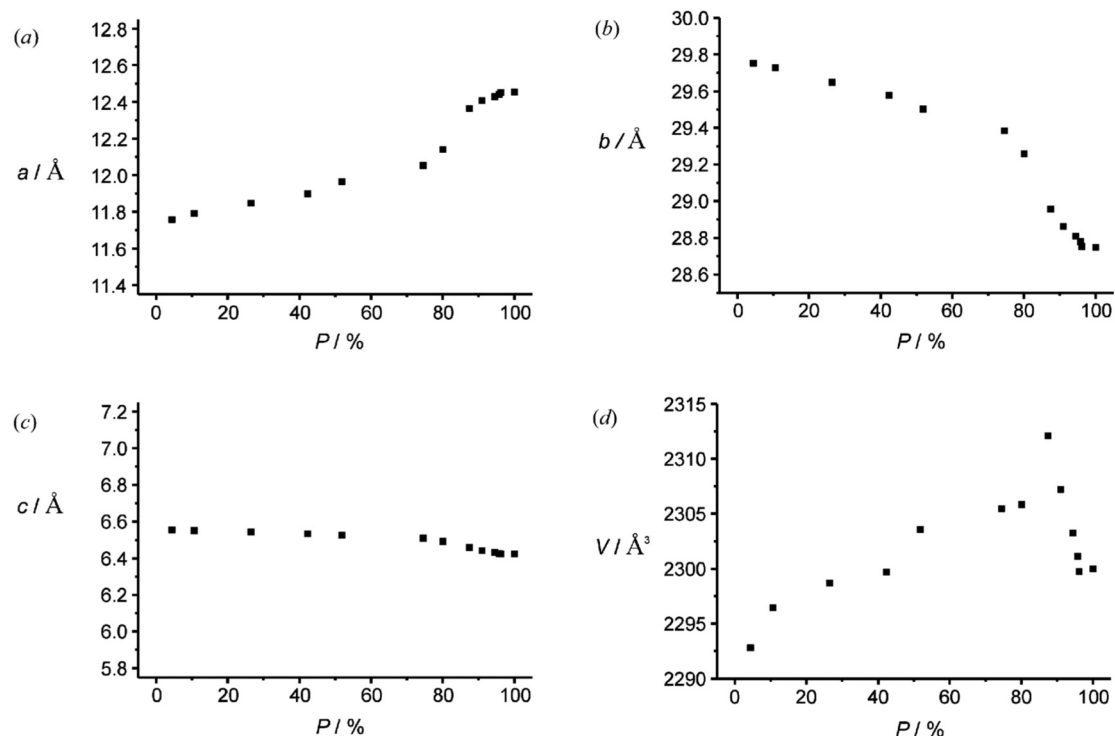 (a)
12.8
12.6
12.4
12.2
12.0
11.8
11.6
11.4
a / Å
0 20 40 60 80 100
P / %
(b)
30.0
29.8
29.6
29.4
29.2
29.0
28.8
28.6
b / Å
0 20 40 60 80 100
P / %
(c)
7.2
7.0
6.8
6.6
6.4
6.2
6.0
5.8
c / Å
0 20 40 60 80 100
P / %
(d)
2315
2310
2305
2300
2295
2290
V / Å³
0 20 40 60 80 100
P / %